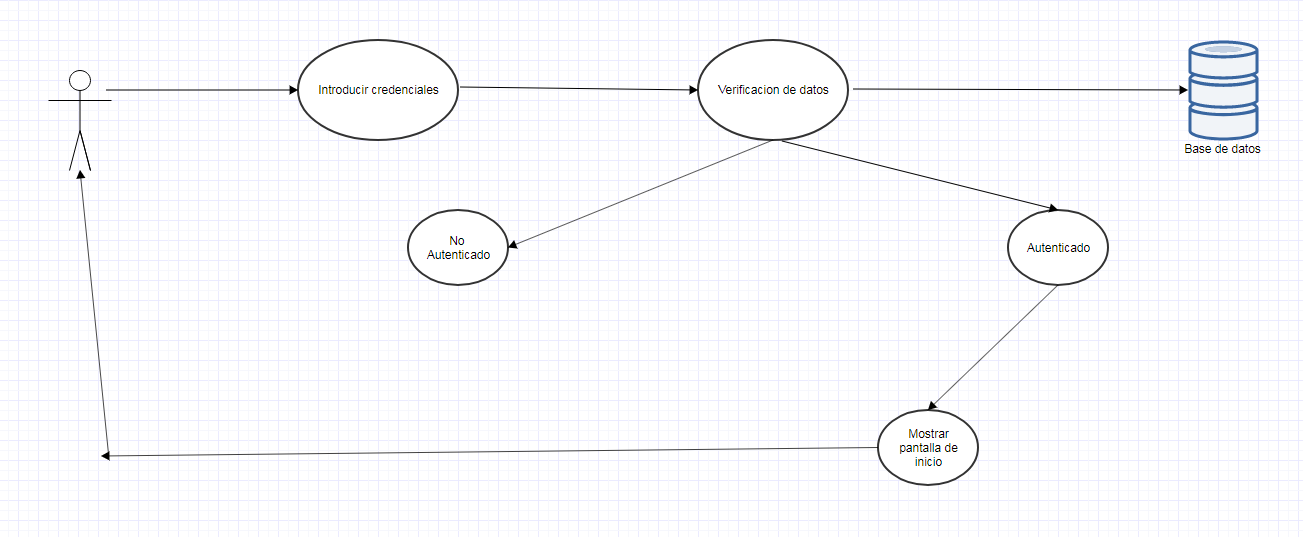 Introducir credenciales
Verificacion de datos
Base de datos
No
Autenticado
Autenticado
Mostrar
pantalla de
inicio